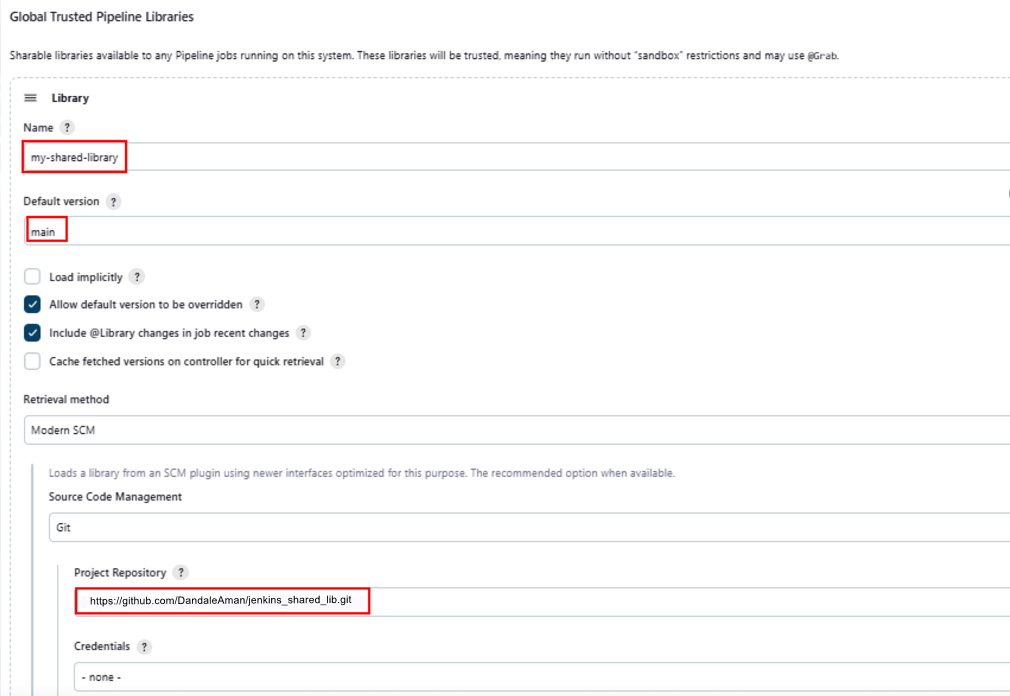 Global Trusted Pipeline Libraries
Sharable libraries available to any Pipeline jobs running on this system. These libraries will be trusted, meaning they run without "sandbox" restrictions and may use @Grab.
Library
Name ?
my-shared-library
Default version ?
main
Load implicitly ?
Allow default version to be overridden ?
Include @Library changes in job recent changes ?
Cache fetched versions on controller for quick retrieval ?
Retrieval method
Modern SCM
Loads a library from an SCM plugin using newer interfaces optimized for this purpose. The recommended option when available.
Source Code Management
Git
Project Repository ?
https://github.com/DandaleAman/jenkins_shared_lib.git
Credentials ?
- none -